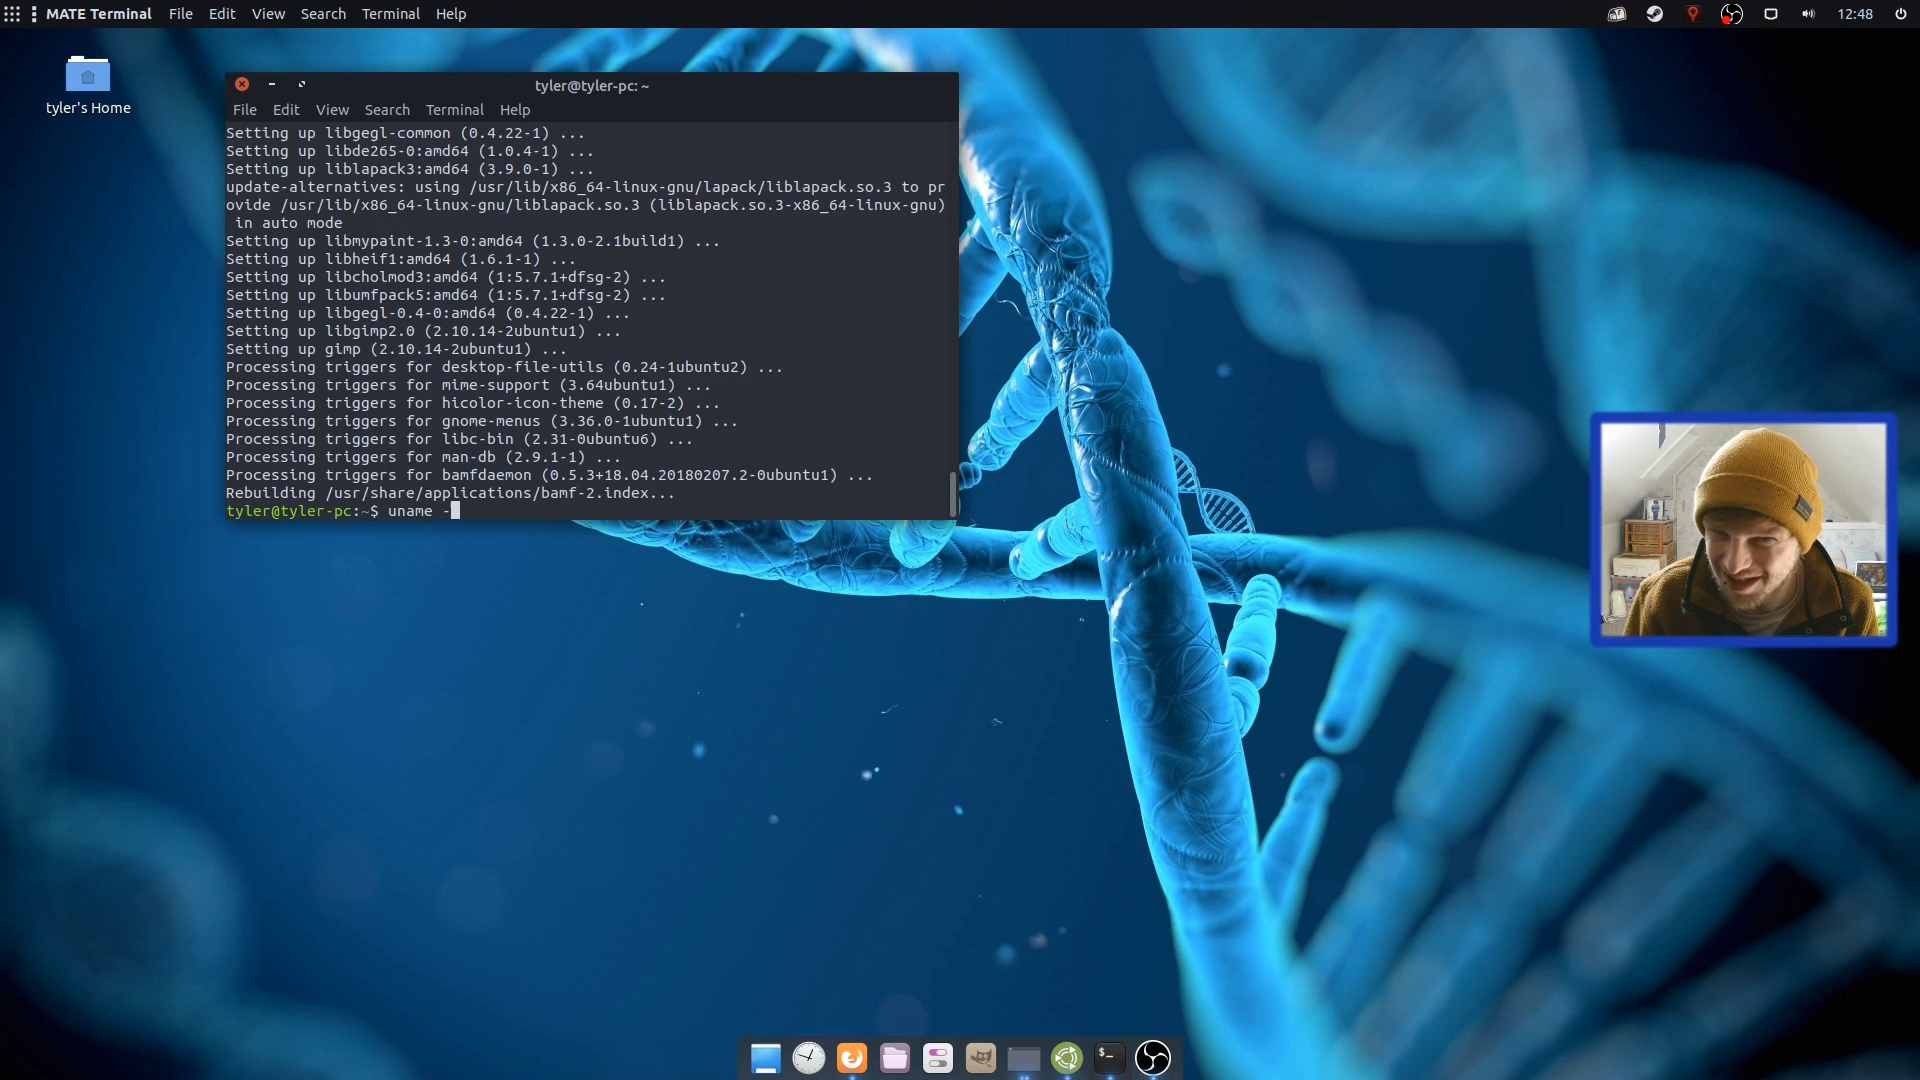 MATE Terminal File Edit View Search Terminal Help 12:48
tyler's Home
tyler@tyler-pc: ~
File Edit View Search Terminal Help
Setting up libgegl-common (0.4.22-1) ...
Setting up libde265-0:amd64 (1.0.4-1) ...
Setting up liblapack3:amd64 (3.9.0-1) ...
update-alternatives: using /usr/lib/x86_64-linux-gnu/lapack/liblapack.so.3 to pr
ovide /usr/lib/x86_64-linux-gnu/liblapack.so.3 (liblapack.so.3-x86_64-linux-gnu)
in auto mode
Setting up libmypaint-1.3-0:amd64 (1.3.0-2.1build1) ...
Setting up libheif1:amd64 (1.6.1-1) ...
Setting up libcholmod3:amd64 (1:5.7.1+dfsg-2) ...
Setting up libumfpack5:amd64 (1:5.7.1+dfsg-2) ...
Setting up libgegl-0.4-0:amd64 (0.4.22-1) ...
Setting up libgimp2.0 (2.10.14-2ubuntu1) ...
Setting up gimp (2.10.14-2ubuntu1) ...
Processing triggers for desktop-file-utils (0.24-1ubuntu2) ...
Processing triggers for mime-support (3.64ubuntu1) ...
Processing triggers for hicolor-icon-theme (0.17-2) ...
Processing triggers for gnome-menus (3.36.0-1ubuntu1) ...
Processing triggers for libc-bin (2.31-0ubuntu6) ...
Processing triggers for man-db (2.9.1-1) ...
Processing triggers for bamfdaemon (0.5.3+18.04.20180207.2-0ubuntu1) ...
Rebuilding /usr/share/applications/bamf-2.index...
tyler@tyler-pc:~$ uname -